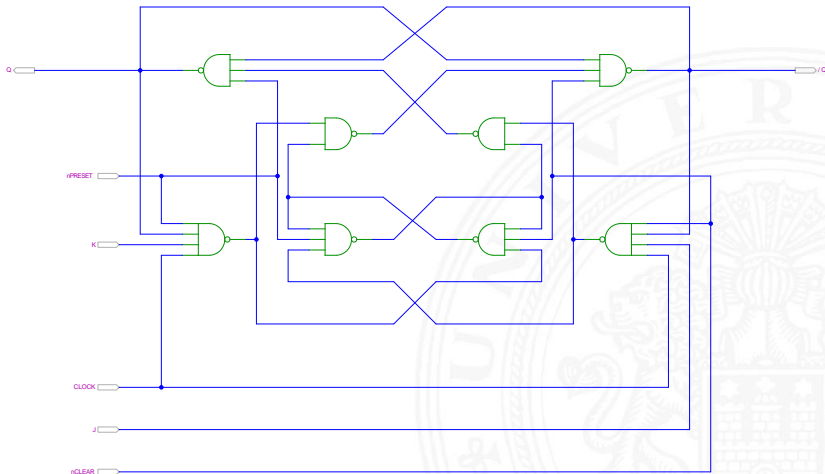 Q
/ Q
nPRESET
K
CLOCK
J
nCLEAR
U N I V E R